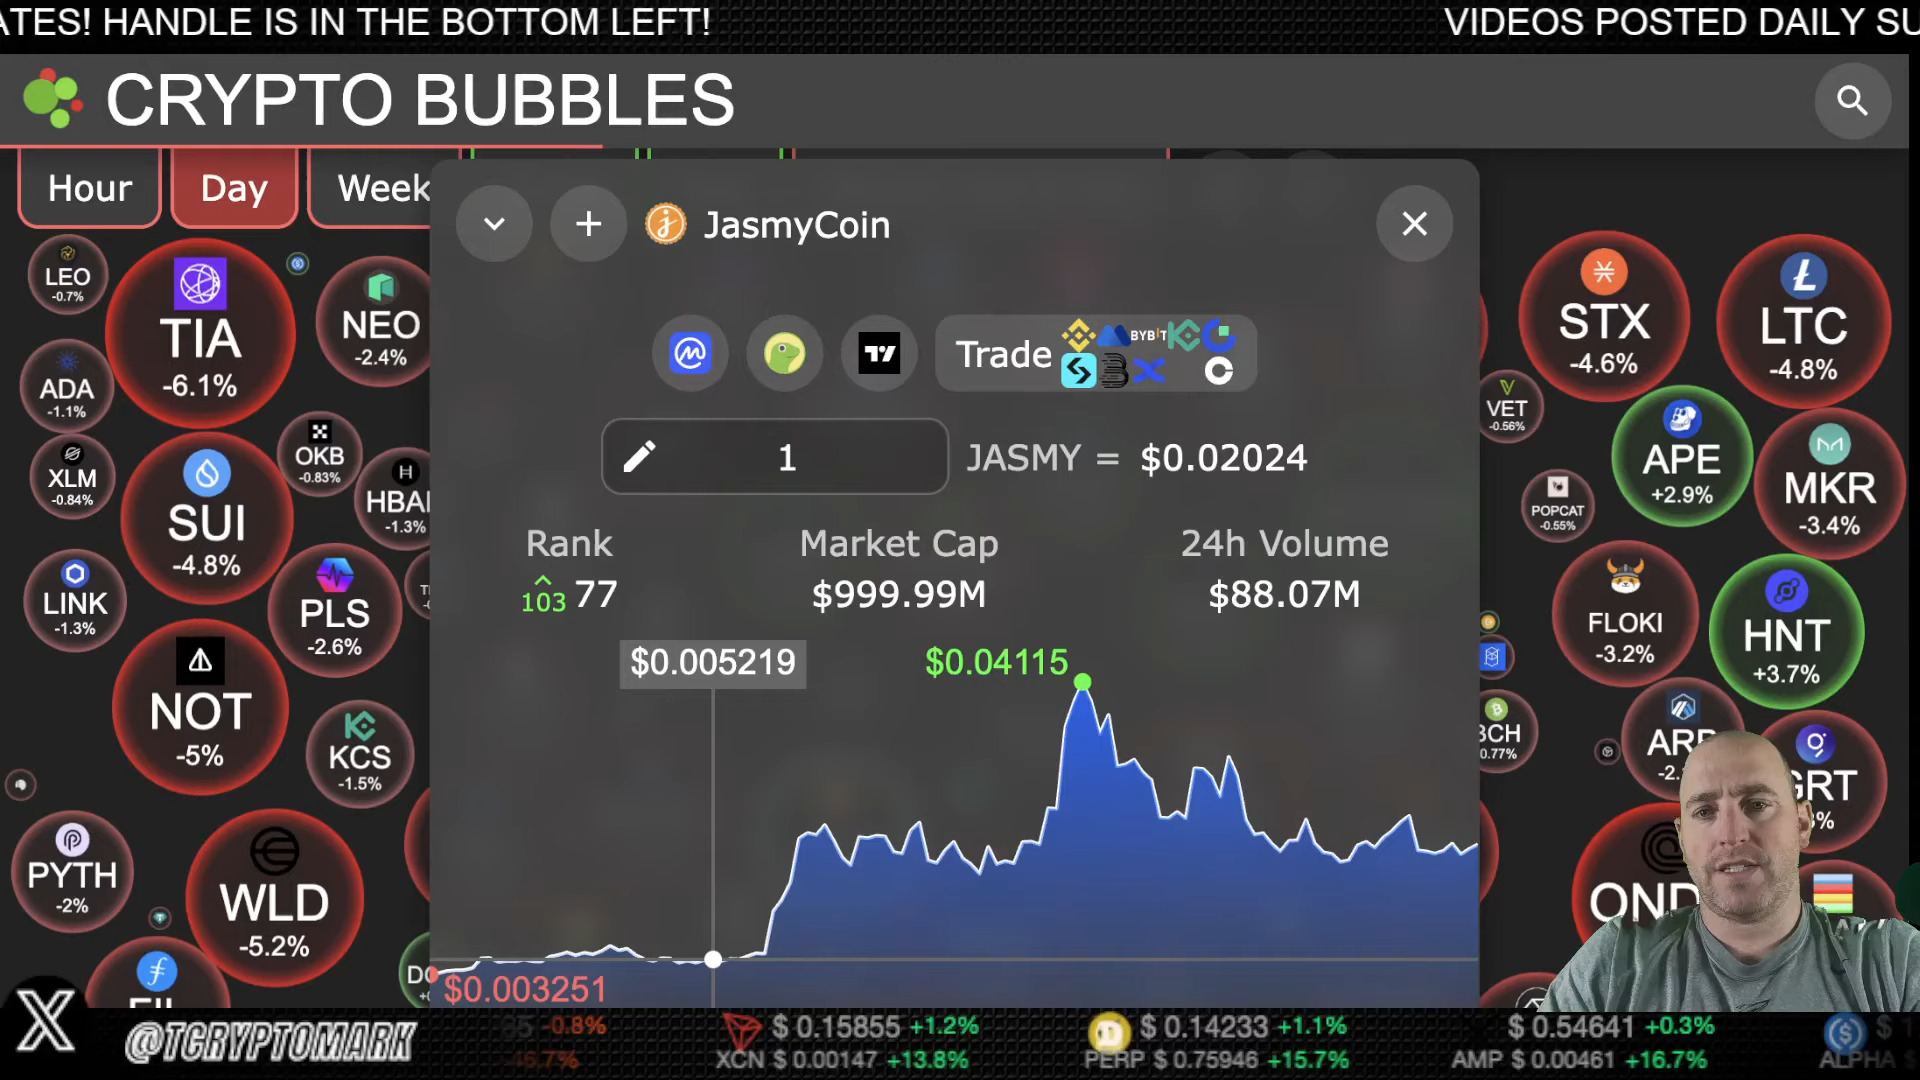 ATES! HANDLE IS IN THE BOTTOM LEFT!
VIDEOS POSTED DAILY SU
CRYPTO BUBBLES
Hour
Day
Week
JasmyCoin
Trade
BYBIT
1
JASMY = $0.02024
Rank
103 77
Market Cap
$999.99M
24h Volume
$88.07M
$0.005219
$0.04115
$0.003251
LEO
-0.7%
TIA
-6.1%
NEO
-2.4%
ADA
-1.1%
XLM
-0.84%
SUI
-4.8%
OKB
-0.83%
HBAR
-1.3%
LINK
-1.3%
PLS
-2.6%
NOT
-5%
KCS
-1.5%
PYTH
-2%
WLD
-5.2%
STX
-4.6%
LTC
-4.8%
VET
-0.56%
APE
+2.9%
MKR
-3.4%
POPCAT
-0.55%
FLOKI
-3.2%
HNT
+3.7%
BCH
0.77%
GRT
OND
@TCRYPTOMARK
-0.8%
-16.7%
$ 0.15855 +1.2%
XCN $ 0.00147 +13.8%
$ 0.14233 +1.1%
PERP $ 0.75946 +15.7%
$ 0.54641 +0.3%
AMP $ 0.00461 +16.7%
ALPHA